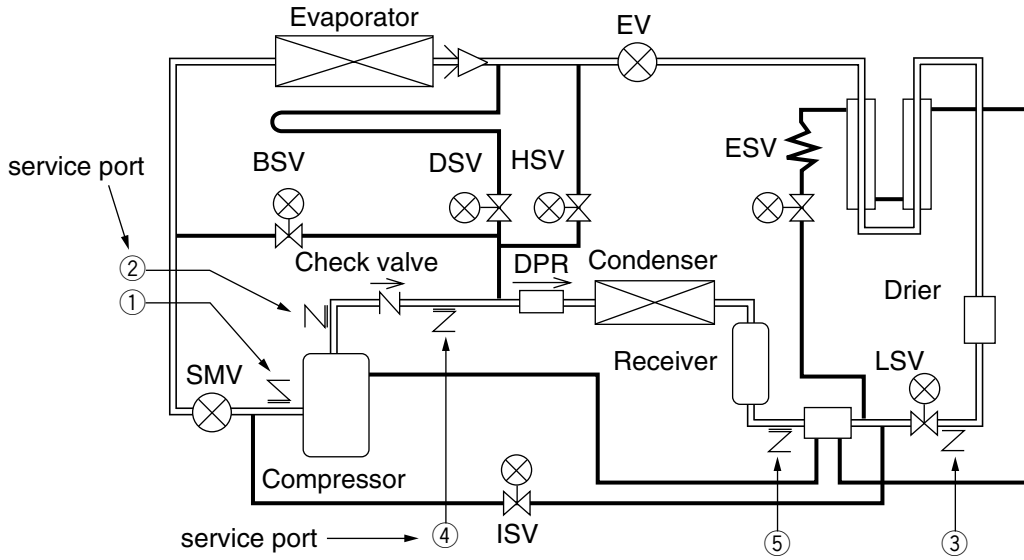 Evaporator
EV
BSV
DSV
HSV
ESV
service port
②
①
Check valve
DPR
Condenser
Drier
SMV
Receiver
LSV
Compressor
ISV
service port
④
⑤
③